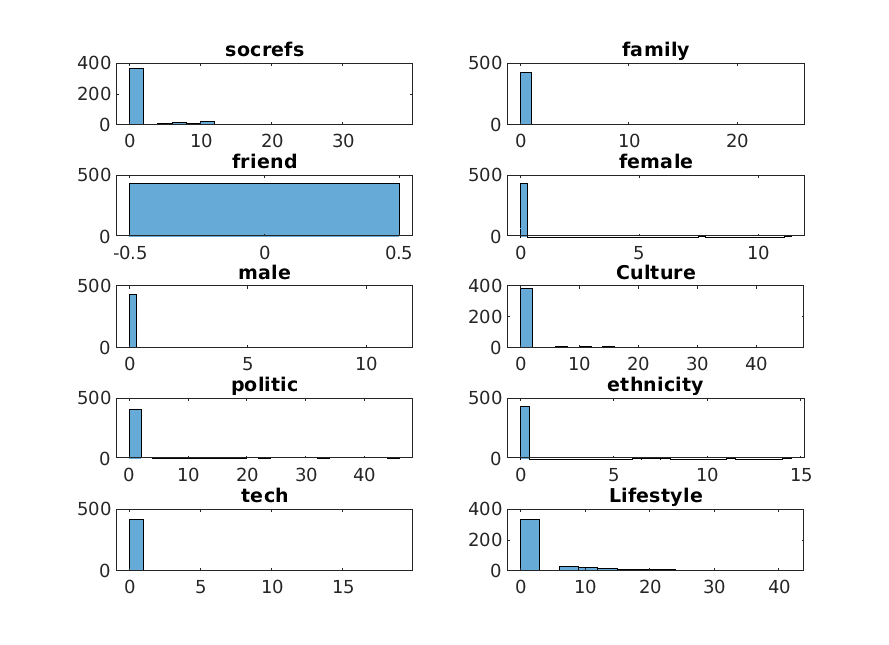 socrefs
400
200
0
0 10 20 30
family
500
0
0 10 20
friend
500
0
-0.5 0 0.5
female
500
0
0 5 10
male
500
0
0 5 10
Culture
400
200
0
0 10 20 30 40
politic
500
0
0 10 20 30 40
ethnicity
500
0
0 5 10 15
tech
500
0
0 5 10 15
Lifestyle
400
200
0
0 10 20 30 40